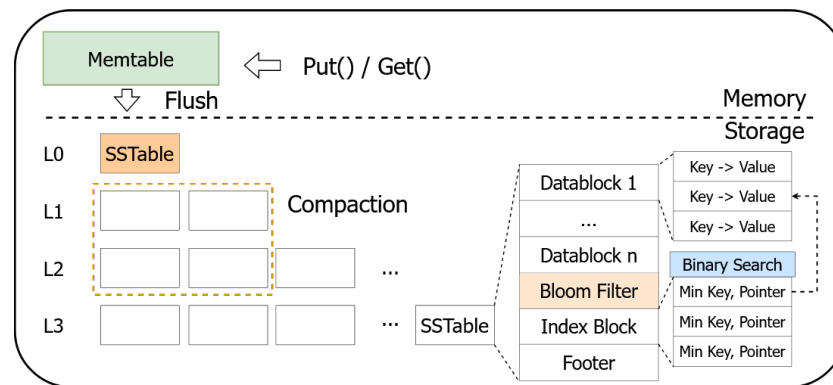 Memtable
Put() / Get()
Flush
Memory
Storage
L0
SSTable
L1
Compaction
L2
...
L3
...
SSTable
Datablock 1
...
Datablock n
Bloom Filter
Index Block
Footer
Key -> Value
Key -> Value
Key -> Value
Binary Search
Min Key, Pointer
Min Key, Pointer
Min Key, Pointer